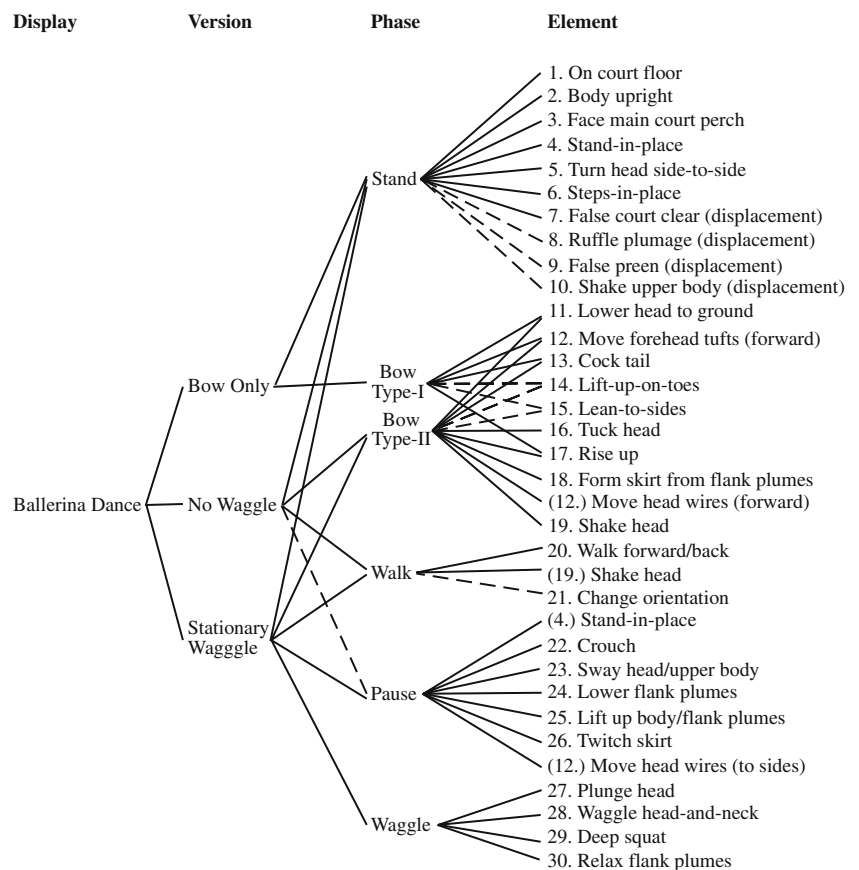 Display Version Phase Element
1. On court floor
2. Body upright
3. Face main court perch
4. Stand-in-place
5. Turn head side-to-side
Stand
6. Steps-in-place
7. False court clear (displacement)
8. Ruffle plumage (displacement)
9. False preen (displacement)
10. Shake upper body (displacement)
11. Lower head to ground
12. Move forehead tufts (forward)
13. Cock tail
Bow Only
Bow
Type-I
14. Lift-up-on-toes
15. Lean-to-sides
Bow
Type-II
16. Tuck head
17. Rise up
18. Form skirt from flank plumes
Ballerina Dance
No Waggle
(12.) Move head wires (forward)
19. Shake head
20. Walk forward/back
Walk
(19.) Shake head
21. Change orientation
(4.) Stand-in-place
Stationary
Wagggle
22. Crouch
23. Sway head/upper body
Pause
24. Lower flank plumes
25. Lift up body/flank plumes
26. Twitch skirt
(12.) Move head wires (to sides)
27. Plunge head
28. Waggle head-and-neck
Waggle
29. Deep squat
30. Relax flank plumes